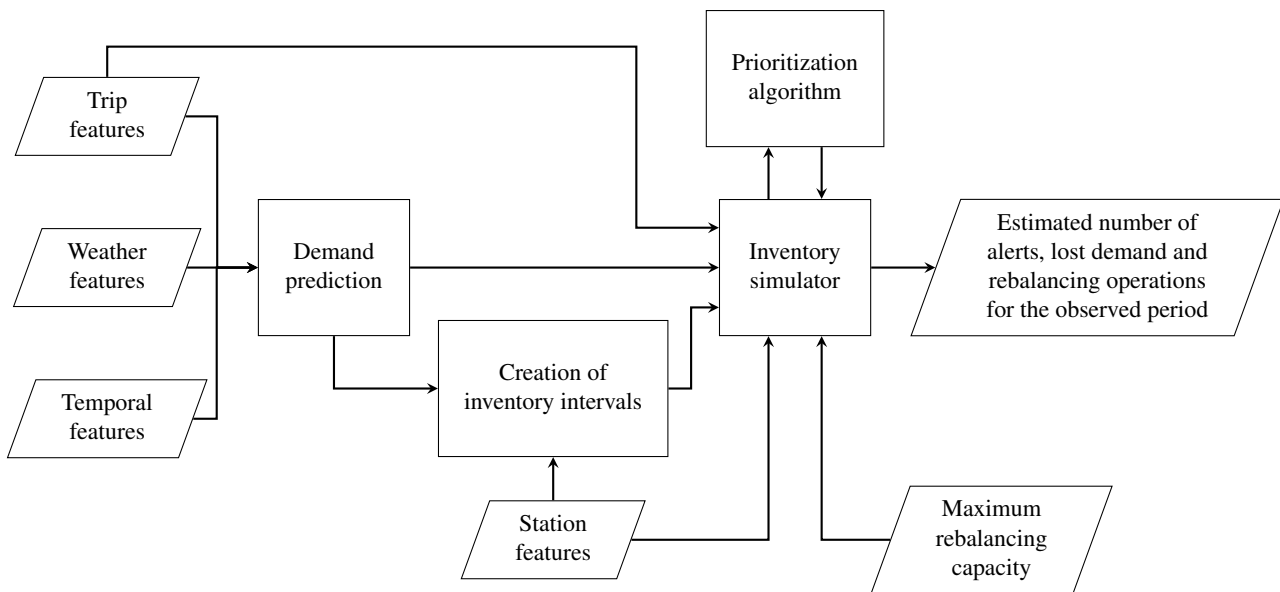 Prioritization
algorithm
Trip
features
Weather
features
Demand
prediction
Inventory
simulator
Estimated number of
alerts, lost demand and
rebalancing operations
for the observed period
Temporal
features
Creation of
inventory intervals
Station
features
Maximum
rebalancing
capacity